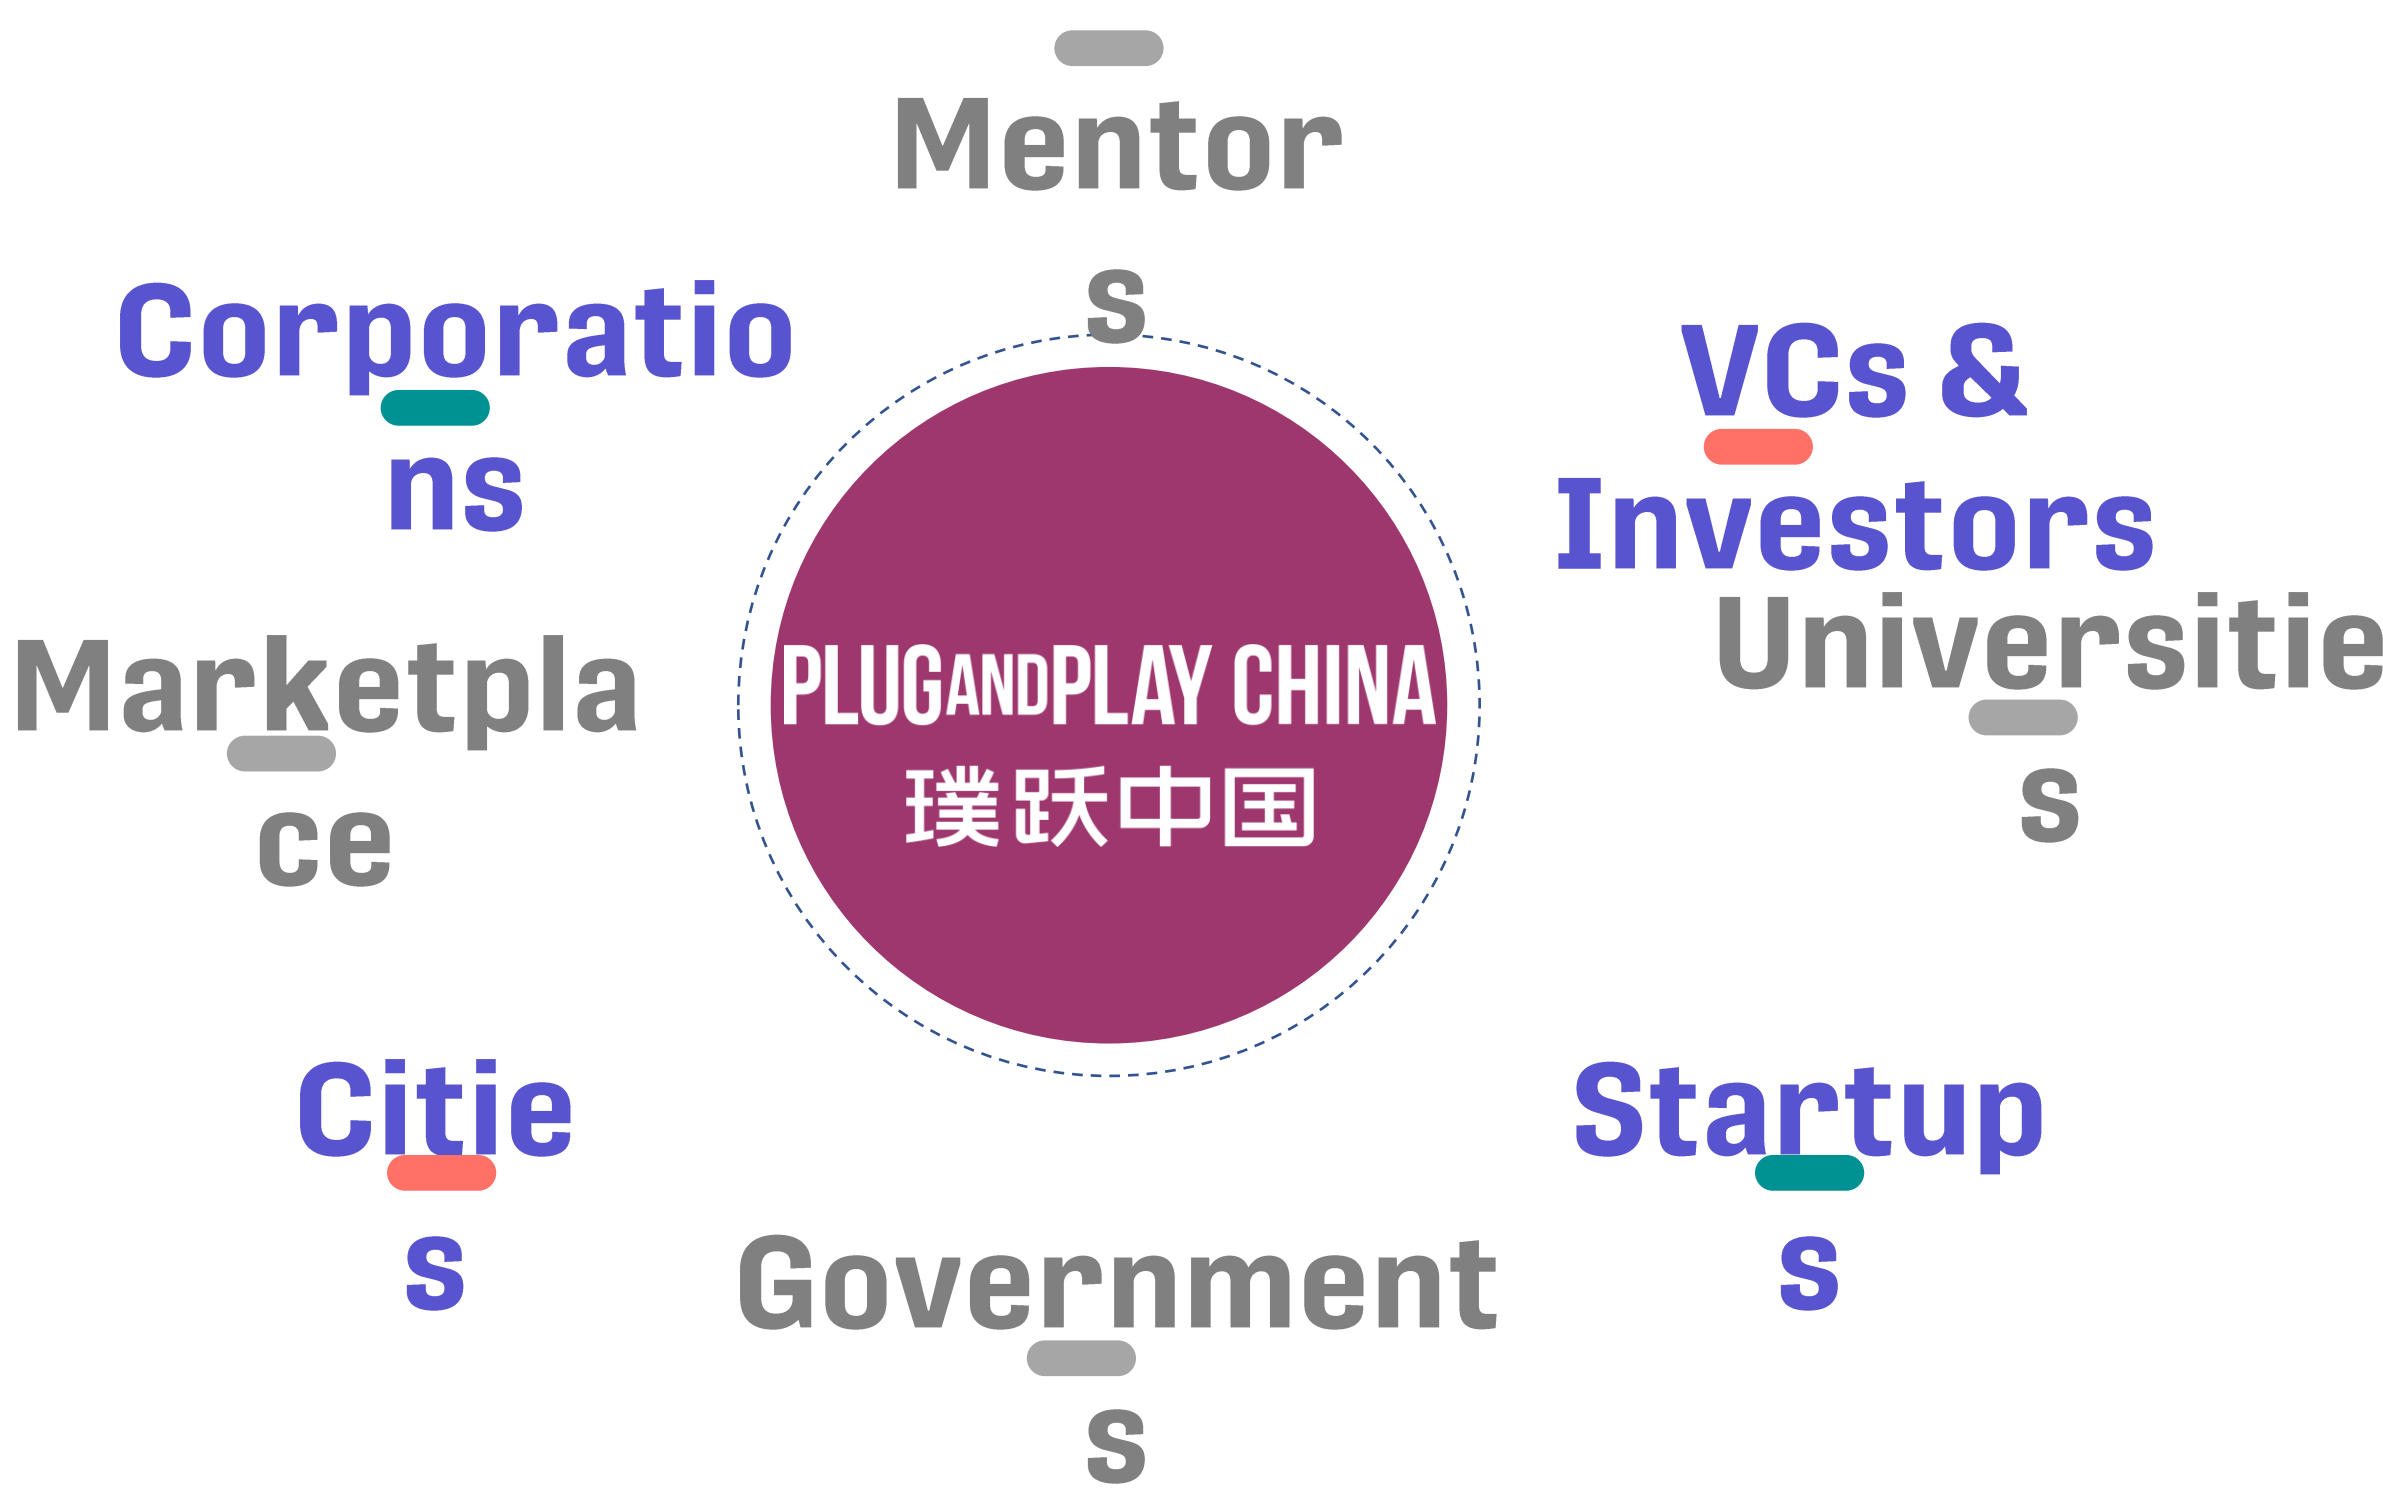 Mentor
s
Corporatio
ns
VCs &
Investors
Marketpla
ce
PLUGANDPLAY CHINA
璞跃中国
Universitie
s
Citie
s
Startup
s
Government
s